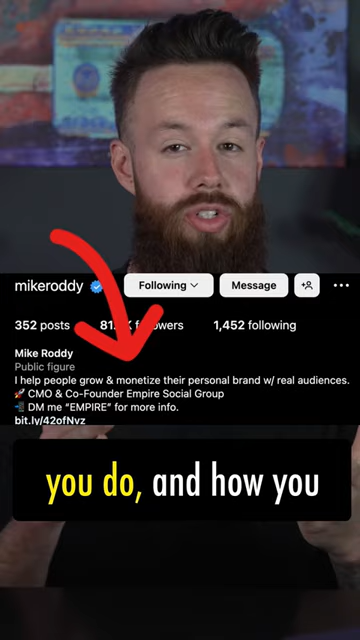 mikeroddy
Following
Message
352 posts
1,452 following
Mike Roddy
Public figure
I help people grow & monetize their personal brand w/ real audiences.
🚀 CMO & Co-Founder Empire Social Group
📲 DM me “EMPIRE” for more info.
bit.ly/42ofNvz
you do, and how you